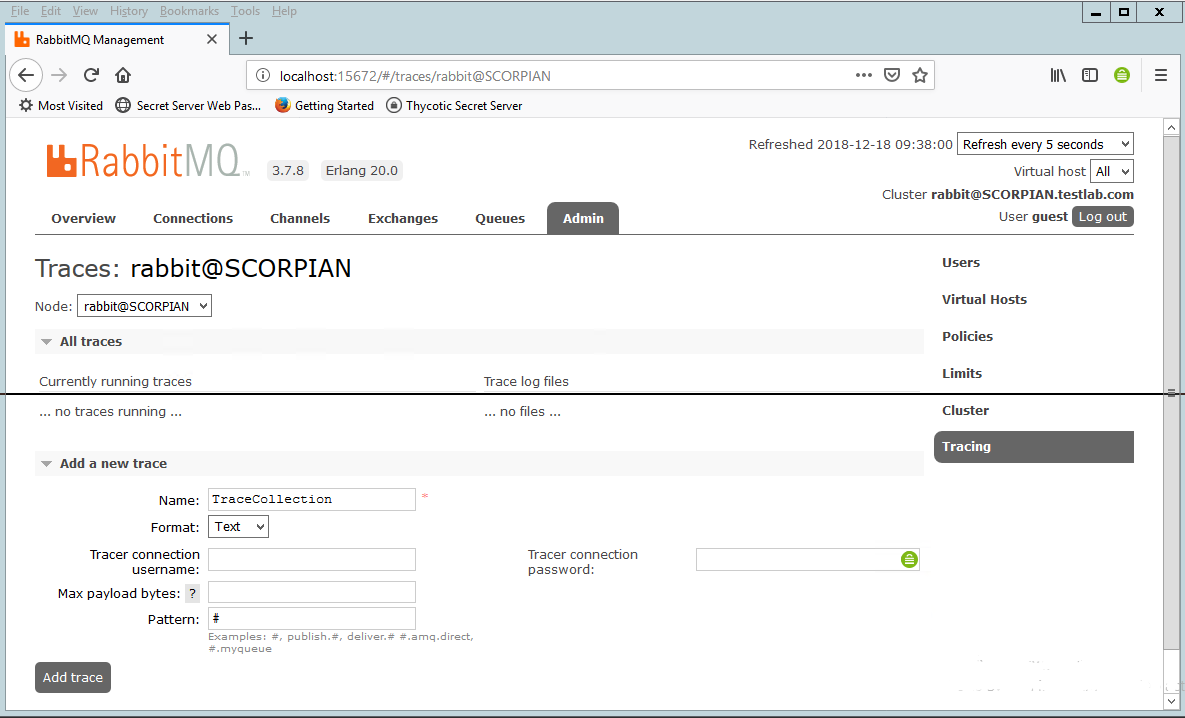 File Edit View History Bookmarks Tools Help
RabbitMQ Management
localhost:15672/#/traces/rabbit@SCORPIAN
Most Visited Secret Server Web Pas... Getting Started Thycotic Secret Server
RabbitMQ TM 3.7.8 Erlang 20.0
Refreshed 2018-12-18 09:38:00 Refresh every 5 seconds
Virtual host All
Cluster rabbit@SCORPIAN.testlab.com
User guest Log out
Overview Connections Channels Exchanges Queues Admin
Traces: rabbit@SCORPIAN
Node: rabbit@SCORPIAN
All traces
Currently running traces Trace log files
... no traces running ... ... no files ...
Add a new trace
Name: TraceCollection *
Format: Text
Tracer connection username:
Tracer connection password:
Max payload bytes: ?
Pattern: #
Examples: #, publish.#, deliver.# #.amq.direct,
#.myqueue
Add trace
Users
Virtual Hosts
Policies
Limits
Cluster
Tracing